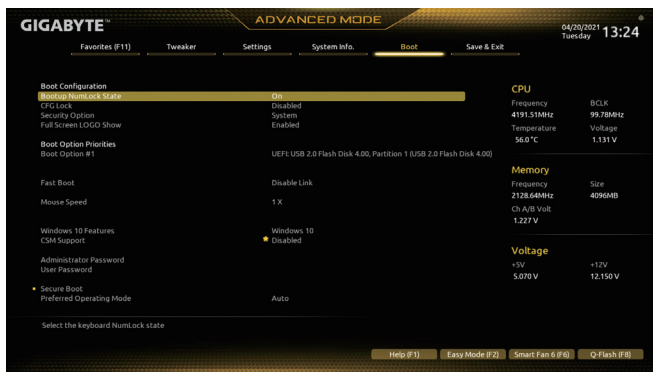 GIGABYTE™
ADVANCED MODE
04/20/2021
Tuesday
13:24
Favorites (F11) Tweaker Settings System Info. Boot Save & Exit
Boot Configuration
Bootup NumLock State On
CFG Lock Disabled
Security Option System
Full Screen LOGO Show Enabled
Boot Option Priorities
Boot Option #1 UEFI: USB 2.0 Flash Disk 4.00, Partition 1 (USB 2.0 Flash Disk 4.00)
Fast Boot Disable Link
Mouse Speed 1 X
Windows 10 Features Windows 10
CSM Support Disabled
Administrator Password
User Password
Secure Boot
Preferred Operating Mode Auto
Select the keyboard NumLock state
CPU
Frequency BCLK
4191.51MHz 99.78MHz
Temperature Voltage
56.0 °C 1.131 V
Memory
Frequency Size
2128.64MHz 4096MB
Ch A/B Volt
1.227 V
Voltage
+5V +12V
5.070 V 12.150 V
Help (F1) Easy Mode (F2) Smart Fan 6 (F6) Q-Flash (F8)